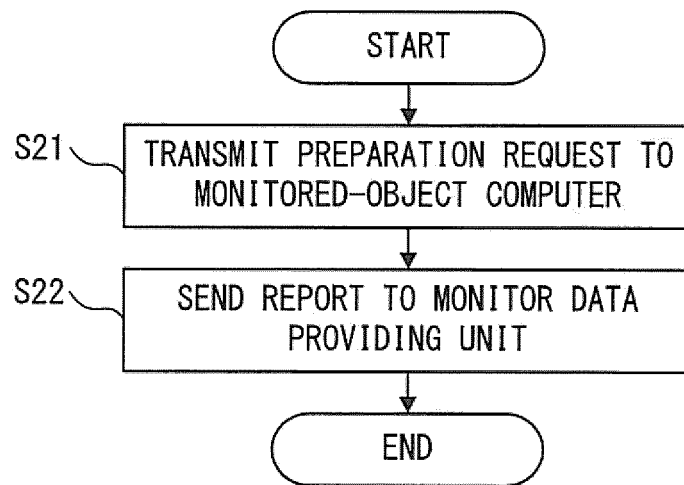 START
S21
TRANSMIT PREPARATION REQUEST TO
MONITORED-OBJECT COMPUTER
S22
SEND REPORT TO MONITOR DATA
PROVIDING UNIT
END